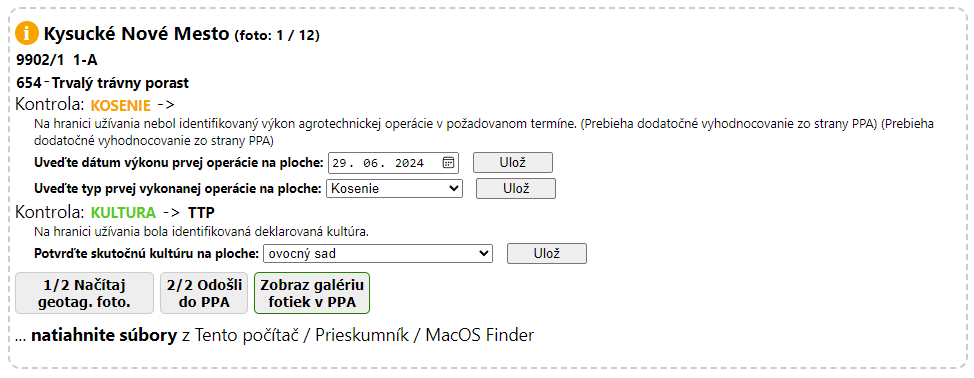 i Kysucké Nové Mesto (foto: 1 / 12)
9902/1 1-A
654 - Trvalý trávny porast
Kontrola: KOSENIE ->
Na hranici užívania nebol identifikovaný výkon agrotechnickej operácie v požadovanom termíne. (Prebieha dodatočné vyhodnocovanie zo strany PPA) (Prebieha
dodatočné vyhodnocovanie zo strany PPA)
Uveďte dátum výkonu prvej operácie na ploche: 29. 06. 2024 Ulož
Uveďte typ prvej vykonanej operácie na ploche: Kosenie Ulož
Kontrola: KULTURA -> TTP
Na hranici užívania bola identifikovaná deklarovaná kultúra.
Potvrďte skutočnú kultúru na ploche: ovocný sad Ulož
1/2 Načítaj
geotag. foto.
2/2 Odošli
do PPA
Zobraz galériu
fotiek v PPA
... natiahnite súbory z Tento počítač / Prieskumník / MacOS Finder